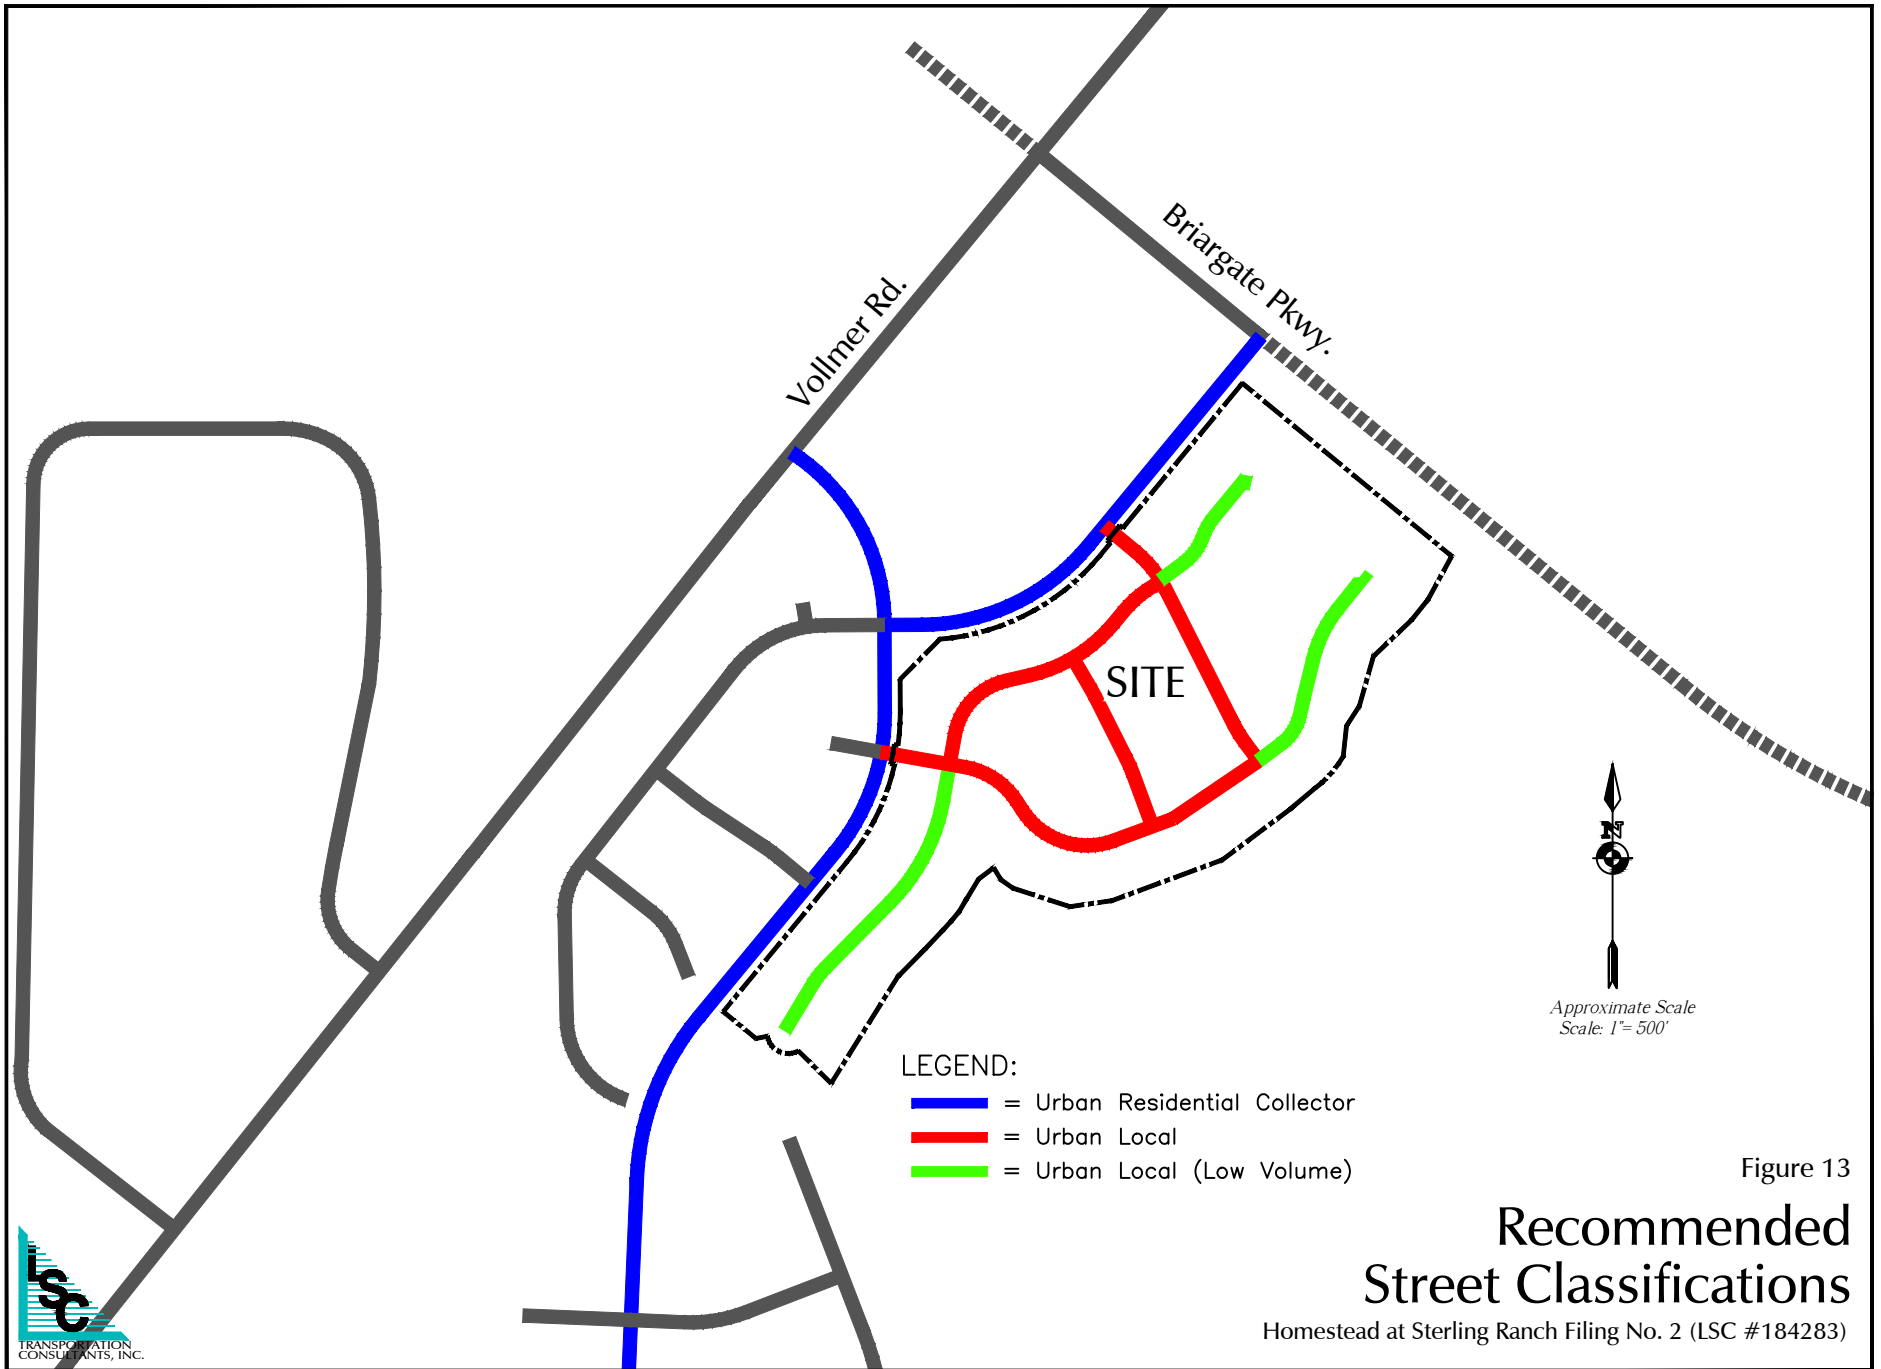 Briargate Pkwy.
Vollmer Rd.
SITE
N
Approximate Scale
Scale: 1"= 500'
LEGEND:
= Urban Residential Collector
= Urban Local
= Urban Local (Low Volume)
Figure 13
Recommended
Street Classifications
Homestead at Sterling Ranch Filing No. 2 (LSC #184283)
LSC
TRANSPORTATION
CONSULTANTS, INC.